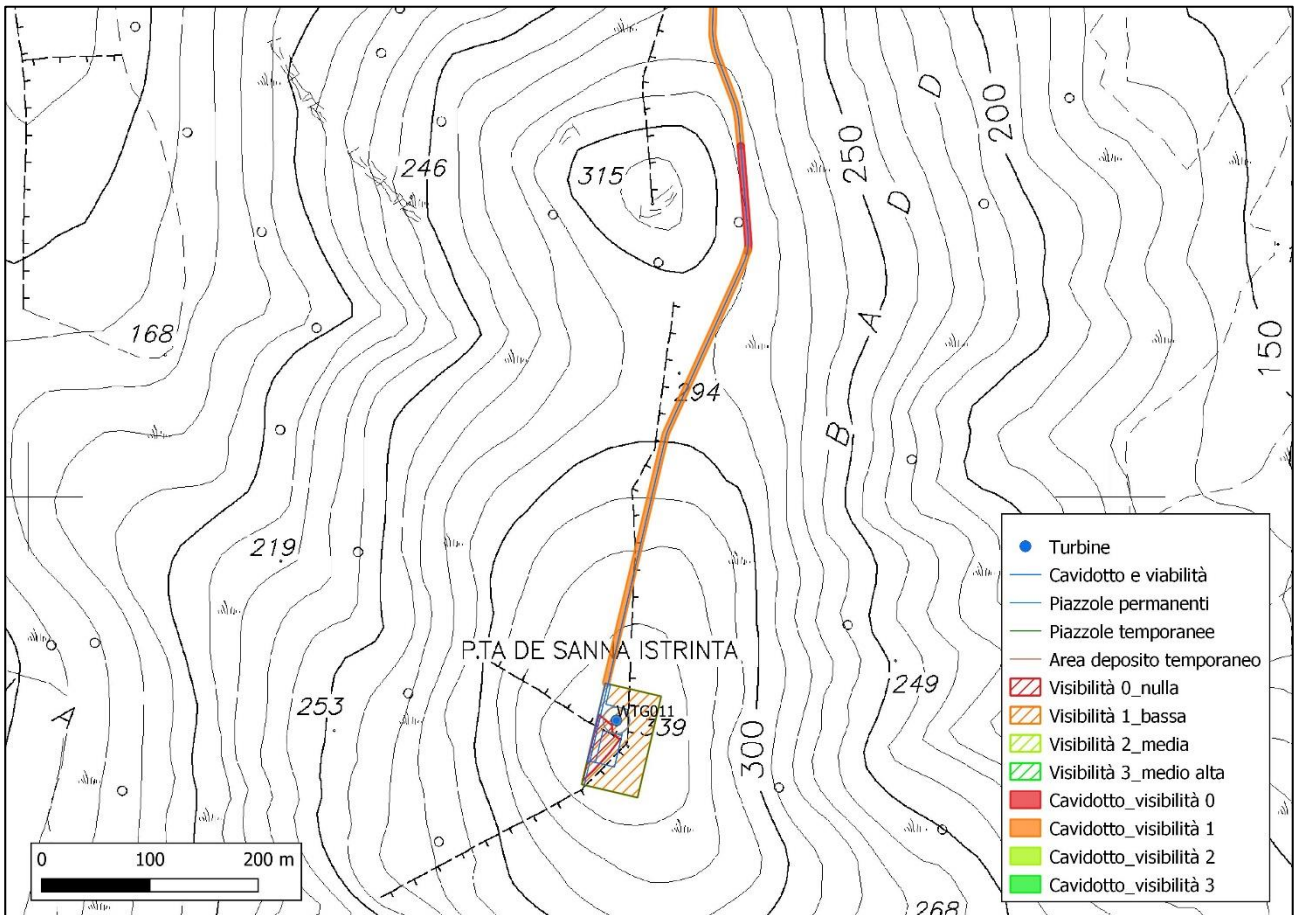 D
200
250
246
315
D
A
168
150
294
B
219
P.TA DE SANNA ISTRINTA
249
253
A
WTG011
339
300
268
Turbine
Cavidotto e viabilità
Piazzole permanenti
Piazzole temporanee
Area deposito temporaneo
Visibilità 0_nulla
Visibilità 1_bassa
Visibilità 2_media
Visibilità 3_medio alta
Cavidotto_visibilità 0
Cavidotto_visibilità 1
Cavidotto_visibilità 2
Cavidotto_visibilità 3
0 100 200 m